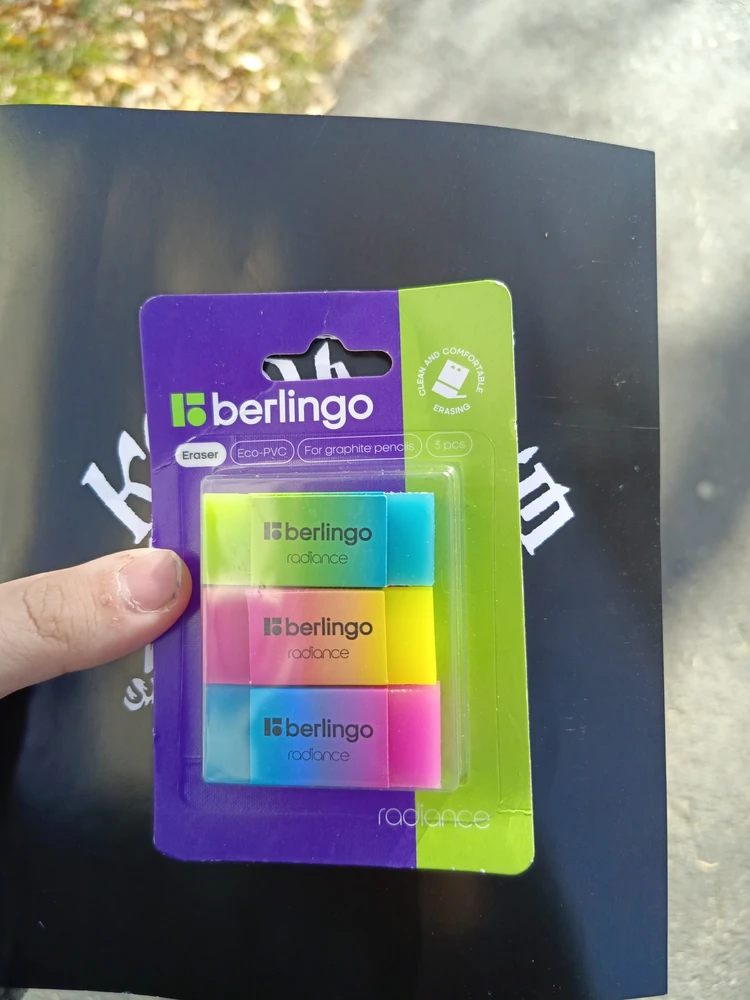 CLEAN AND COMFORTABLE
ERASING
berlingo
Eraser Eco-PVC For graphite pencils 3 pcs
berlingo
radiance
berlingo
radiance
berlingo
radiance
radiance